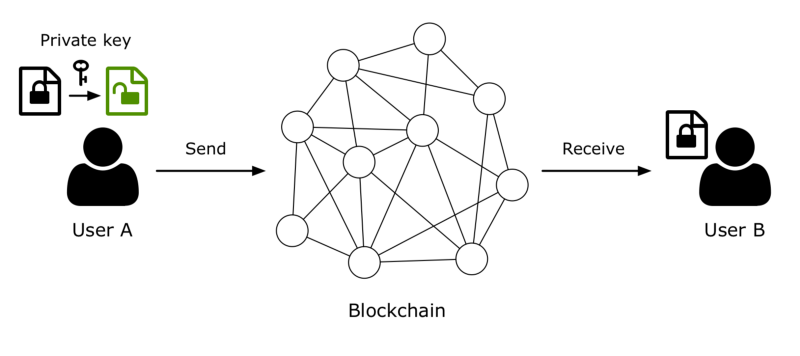 Private key
Send
Receive
User A
User B
Blockchain